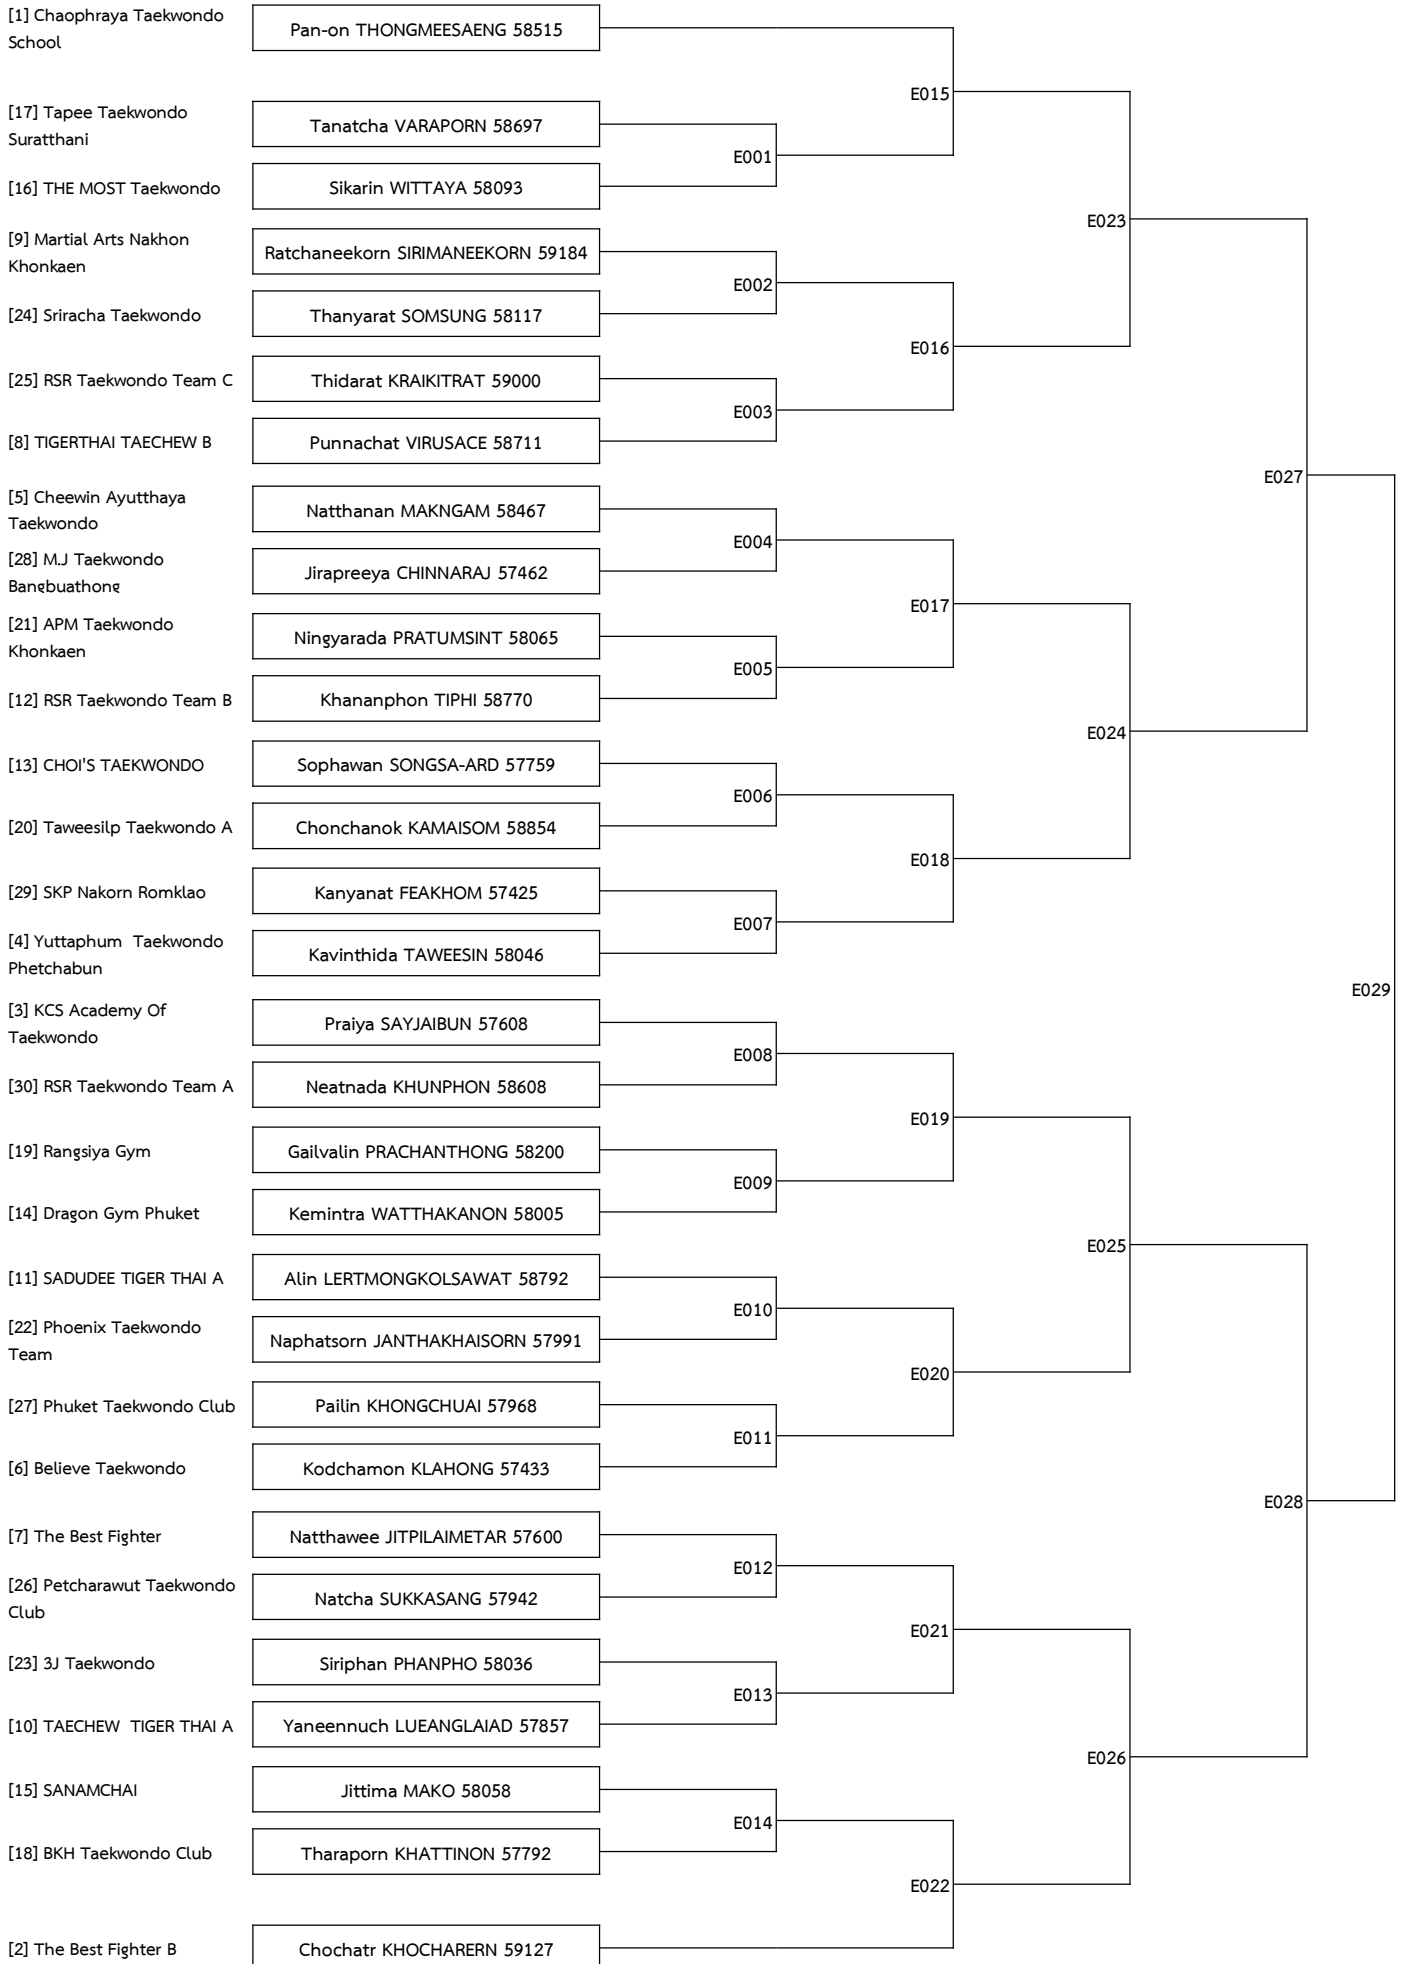 [1] Chaophraya Taekwondo
School
Pan-on THONGMEESAENG 58515
E015
[17] Tapee Taekwondo
Suratthani
Tanatcha VARAPORN 58697
E001
[16] THE MOST Taekwondo
Sikarin WITTAYA 58093
E023
[9] Martial Arts Nakhon
Khonkaen
Ratchaneekorn SIRIMANEEKORN 59184
E002
[24] Sriracha Taekwondo
Thanyarat SOMSUNG 58117
E016
[25] RSR Taekwondo Team C
Thidarat KRAIKITRAT 59000
E003
[8] TIGERTHAI TAECHEW B
Punnachat VIRUSACE 58711
E027
[5] Cheewin Ayutthaya
Taekwondo
Natthanan MAKNGAM 58467
E004
[28] M.J Taekwondo
Bangbuathong
Jirapreeya CHINNARAJ 57462
E017
[21] APM Taekwondo
Khonkaen
Ningyarada PRATUMSINT 58065
E005
[12] RSR Taekwondo Team B
Khananphon TIPHI 58770
E024
[13] CHOI'S TAEKWONDO
Sophawan SONGSA-ARD 57759
E006
[20] Taweesilp Taekwondo A
Chonchanok KAMAISOM 58854
E018
[29] SKP Nakorn Romklao
Kanyanat FEAKHOM 57425
E007
[4] Yuttaphum  Taekwondo
Phetchabun
Kavinthida TAWEESIN 58046
E029
[3] KCS Academy Of
Taekwondo
Praiya SAYJAIBUN 57608
E008
[30] RSR Taekwondo Team A
Neatnada KHUNPHON 58608
E019
[19] Rangsiya Gym
Gailvalin PRACHANTHONG 58200
E009
[14] Dragon Gym Phuket
Kemintra WATTHAKANON 58005
E025
[11] SADUDEE TIGER THAI A
Alin LERTMONGKOLSAWAT 58792
E010
[22] Phoenix Taekwondo
Team
Naphatsorn JANTHAKHAISORN 57991
E020
[27] Phuket Taekwondo Club
Pailin KHONGCHUAI 57968
E011
[6] Believe Taekwondo
Kodchamon KLAHONG 57433
E028
[7] The Best Fighter
Natthawee JITPILAIMETAR 57600
E012
[26] Petcharawut Taekwondo
Club
Natcha SUKKASANG 57942
E021
[23] 3J Taekwondo
Siriphan PHANPHO 58036
E013
[10] TAECHEW  TIGER THAI A
Yaneennuch LUEANGLAIAD 57857
E026
[15] SANAMCHAI
Jittima MAKO 58058
E014
[18] BKH Taekwondo Club
Tharaporn KHATTINON 57792
E022
[2] The Best Fighter B
Chochatr KHOCHARERN 59127